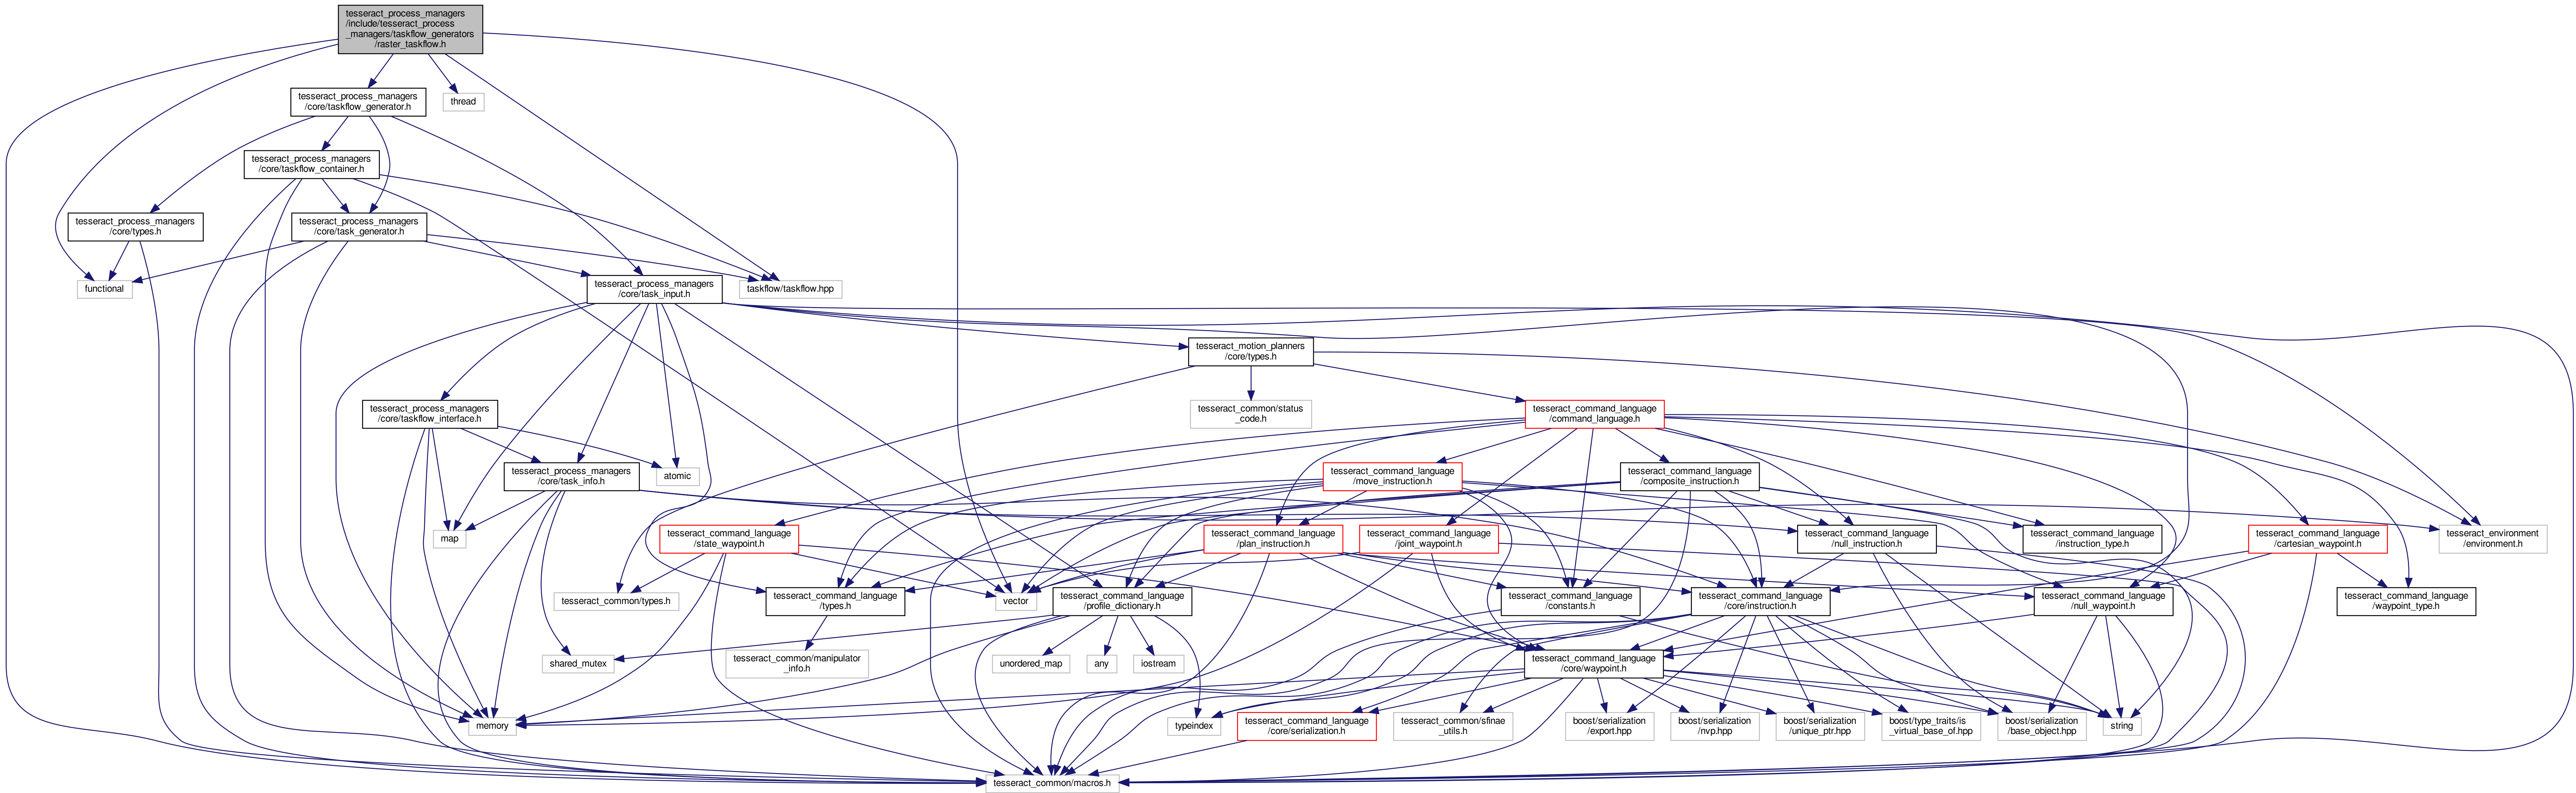 tesseract_process_managers
/include/tesseract_process
_managers/taskflow_generators
/raster_taskflow.h
tesseract_process_managers
/core/taskflow_generator.h
thread
tesseract_process_managers
/core/taskflow_container.h
tesseract_process_managers
/core/types.h
tesseract_process_managers
/core/task_generator.h
functional
tesseract_process_managers
/core/task_input.h
taskflow/taskflow.hpp
tesseract_motion_planners
/core/types.h
tesseract_process_managers
/core/taskflow_interface.h
tesseract_common/status
_code.h
tesseract_command_language
/command_language.h
tesseract_process_managers
/core/task_info.h
atomic
tesseract_command_language
/move_instruction.h
tesseract_command_language
/composite_instruction.h
map
tesseract_command_language
/state_waypoint.h
tesseract_command_language
/plan_instruction.h
tesseract_command_language
/joint_waypoint.h
tesseract_environment
/environment.h
tesseract_command_language
/null_instruction.h
tesseract_command_language
/instruction_type.h
tesseract_command_language
/cartesian_waypoint.h
tesseract_common/types.h
tesseract_command_language
/types.h
vector
tesseract_command_language
/profile_dictionary.h
tesseract_command_language
/constants.h
tesseract_command_language
/core/instruction.h
tesseract_command_language
/null_waypoint.h
tesseract_command_language
/waypoint_type.h
shared_mutex
tesseract_common/manipulator
_info.h
unordered_map
any
iostream
tesseract_command_language
/core/waypoint.h
memory
typeindex
tesseract_command_language
/core/serialization.h
tesseract_common/sfinae
_utils.h
boost/serialization
/export.hpp
boost/serialization
/nvp.hpp
boost/serialization
/unique_ptr.hpp
boost/type_traits/is
_virtual_base_of.hpp
boost/serialization
/base_object.hpp
string
tesseract_common/macros.h